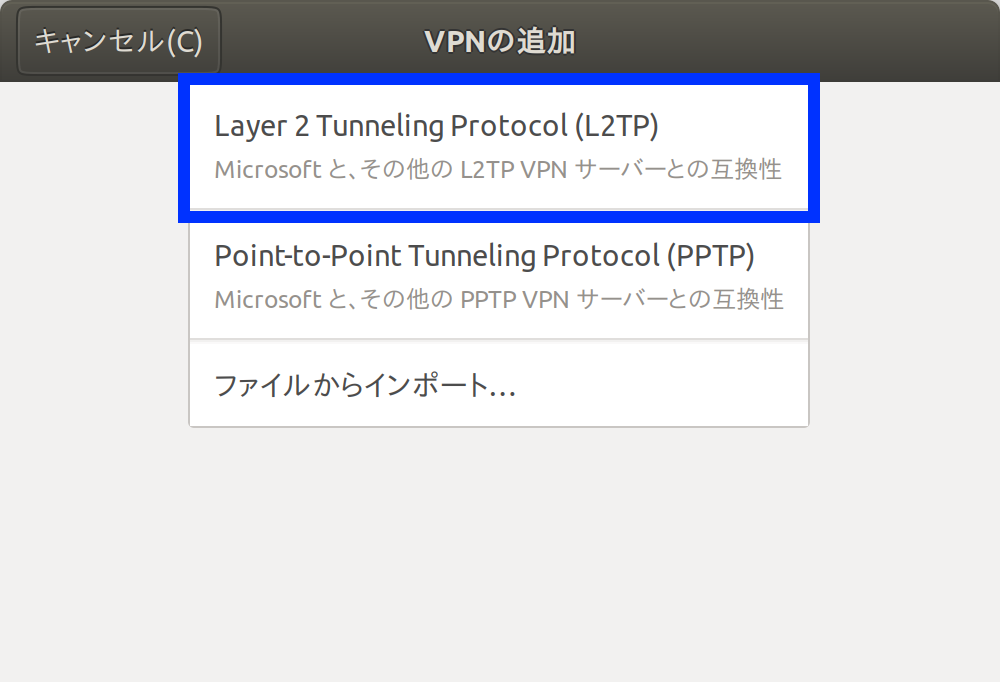 キャンセル(C)
VPNの追加
Layer 2 Tunneling Protocol (L2TP)
Microsoft と、その他の L2TP VPN サーバーとの互換性
Point-to-Point Tunneling Protocol (PPTP)
Microsoft と、その他の PPTP VPN サーバーとの互換性
ファイルからインポート…